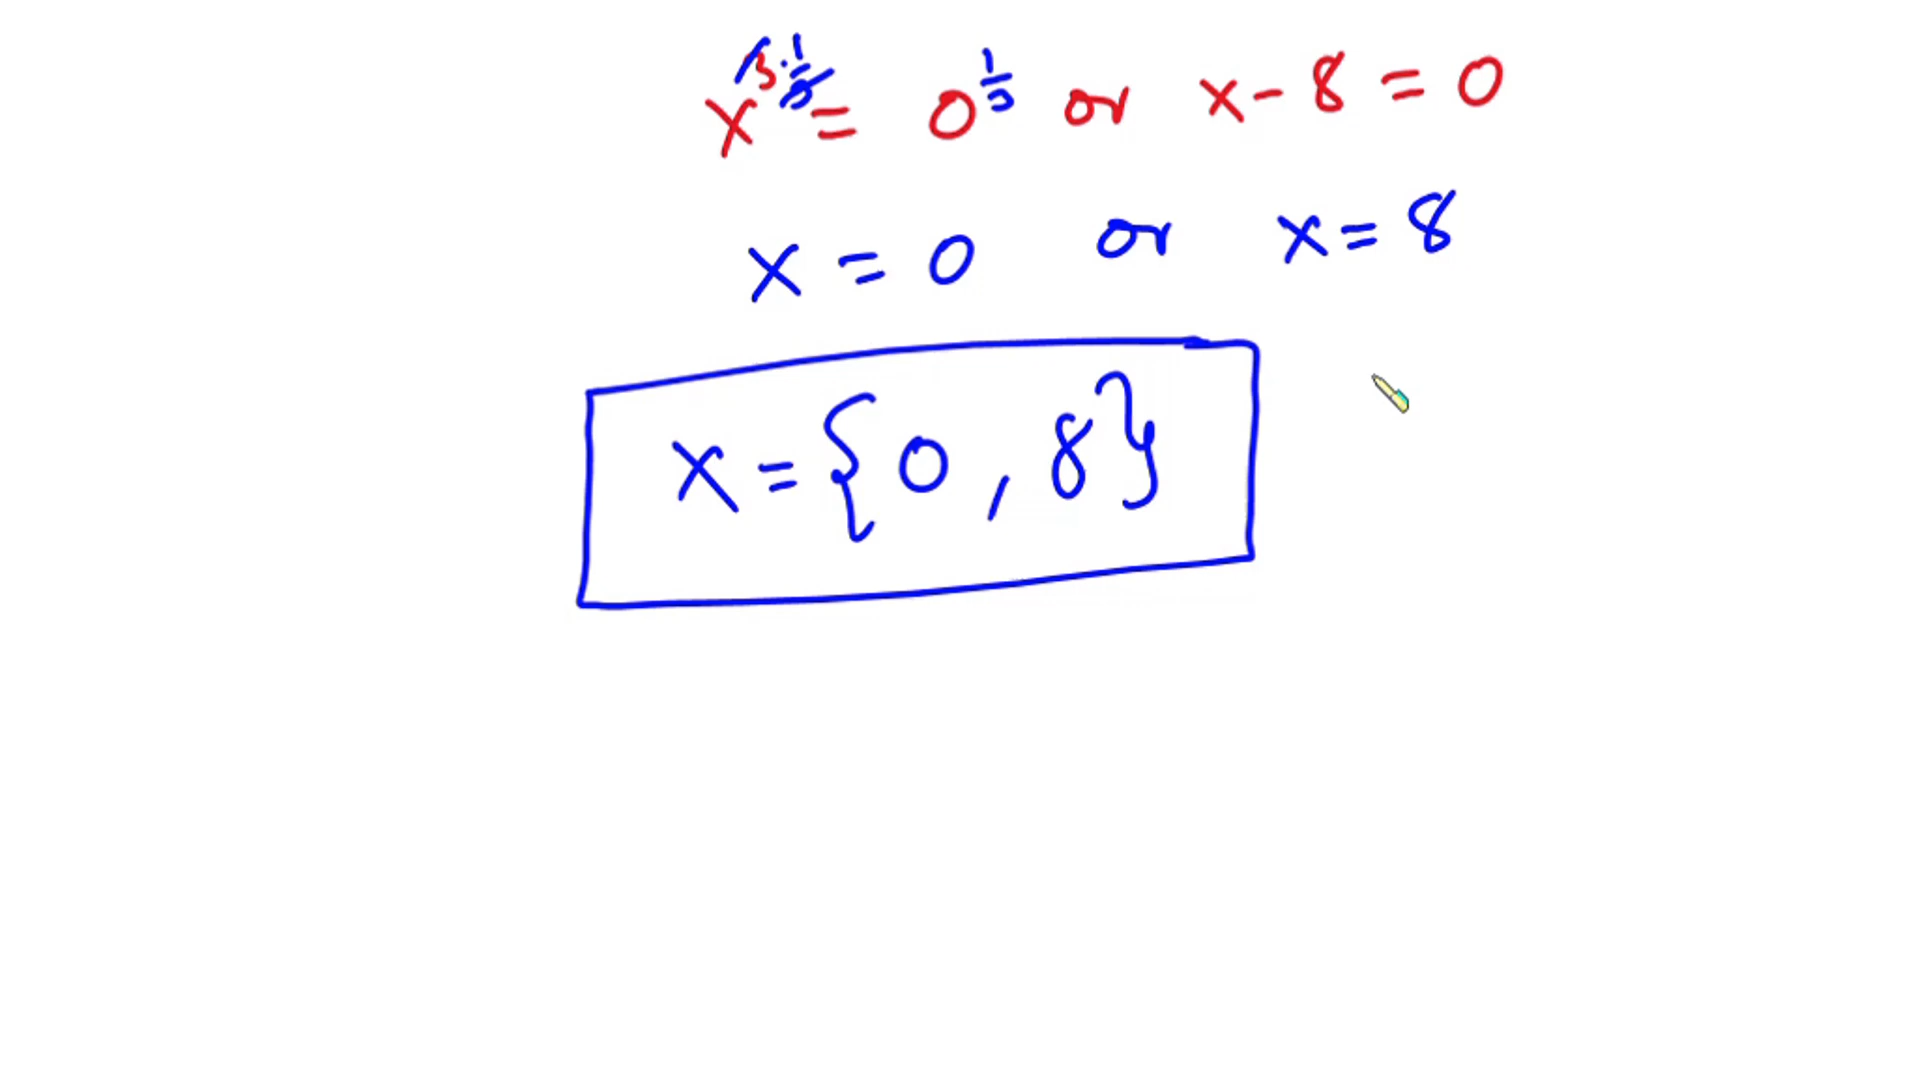 x^{3·1/3} = 0^{1/3} or x - 8 = 0
x = 0 or x = 8
x = {0, 8}